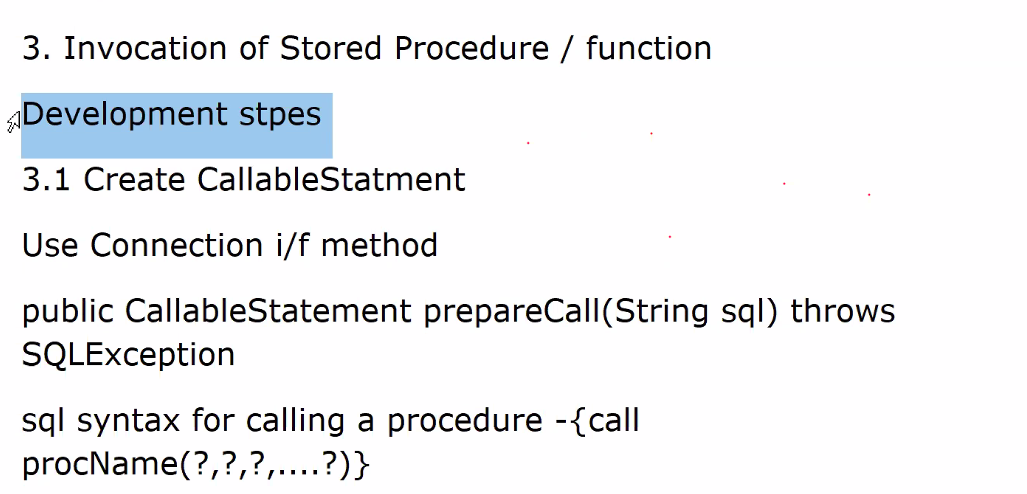 3. Invocation of Stored Procedure / function
Development stpes
3.1 Create CallableStatment
Use Connection i/f method
public CallableStatement prepareCall(String sql) throws
SQLException
sql syntax for calling a procedure -{call
procName(?,?,?,....?)}